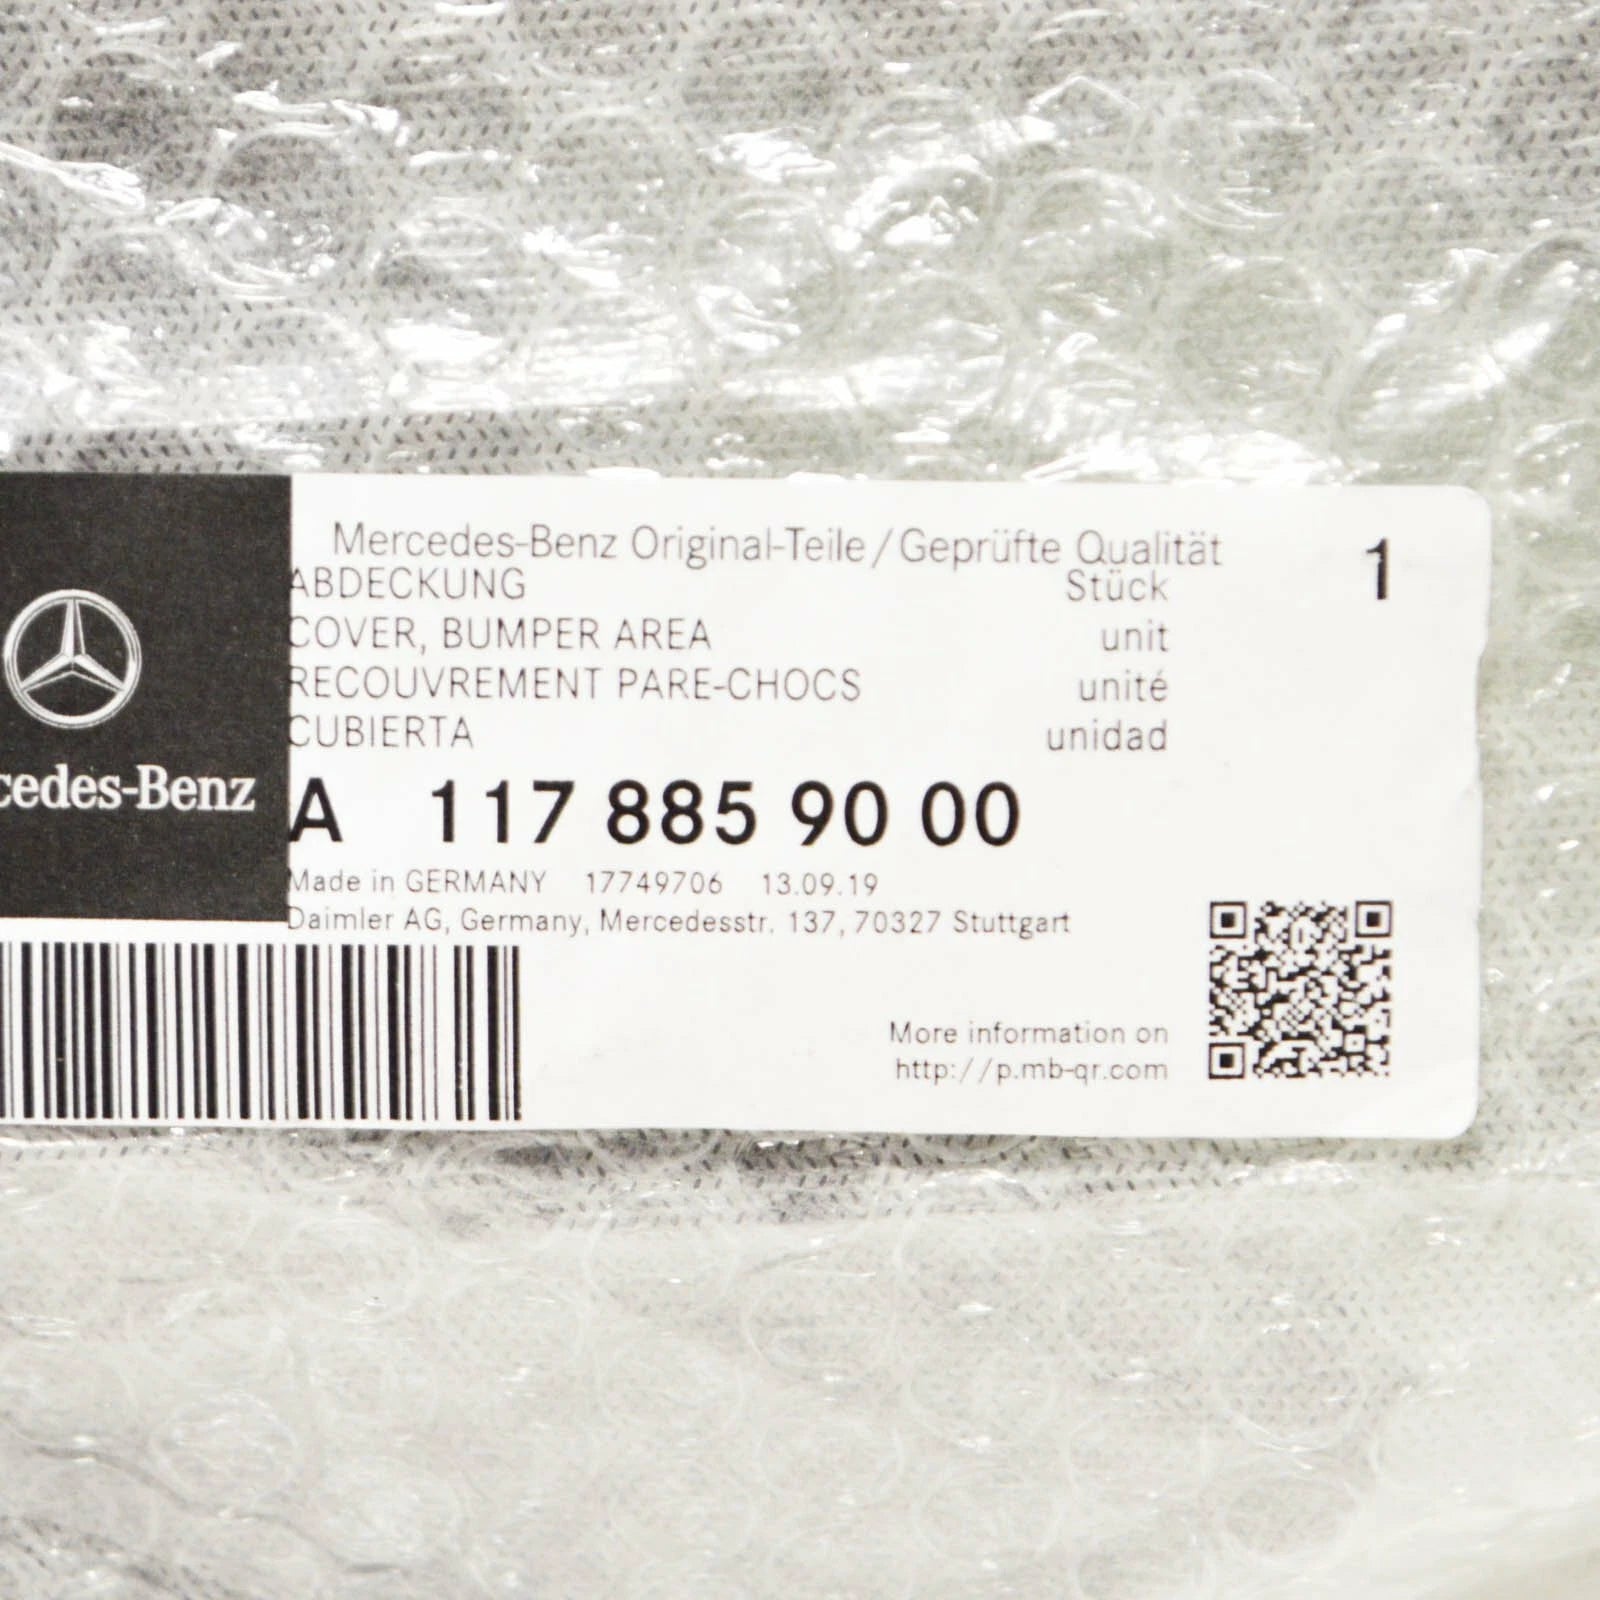 Mercedes-Benz Original-Teile/Geprüfte Qualität
ABDECKUNG Stück 1
COVER, BUMPER AREA unit
RECOUVREMENT PARE-CHOCS unité
CUBIERTA unidad
cedes-Benz
A 117 885 90 00
Made in GERMANY 17749706 13.09.19
Daimler AG, Germany, Mercedesstr. 137, 70327 Stuttgart
More information on
http://p.mb-qr.com